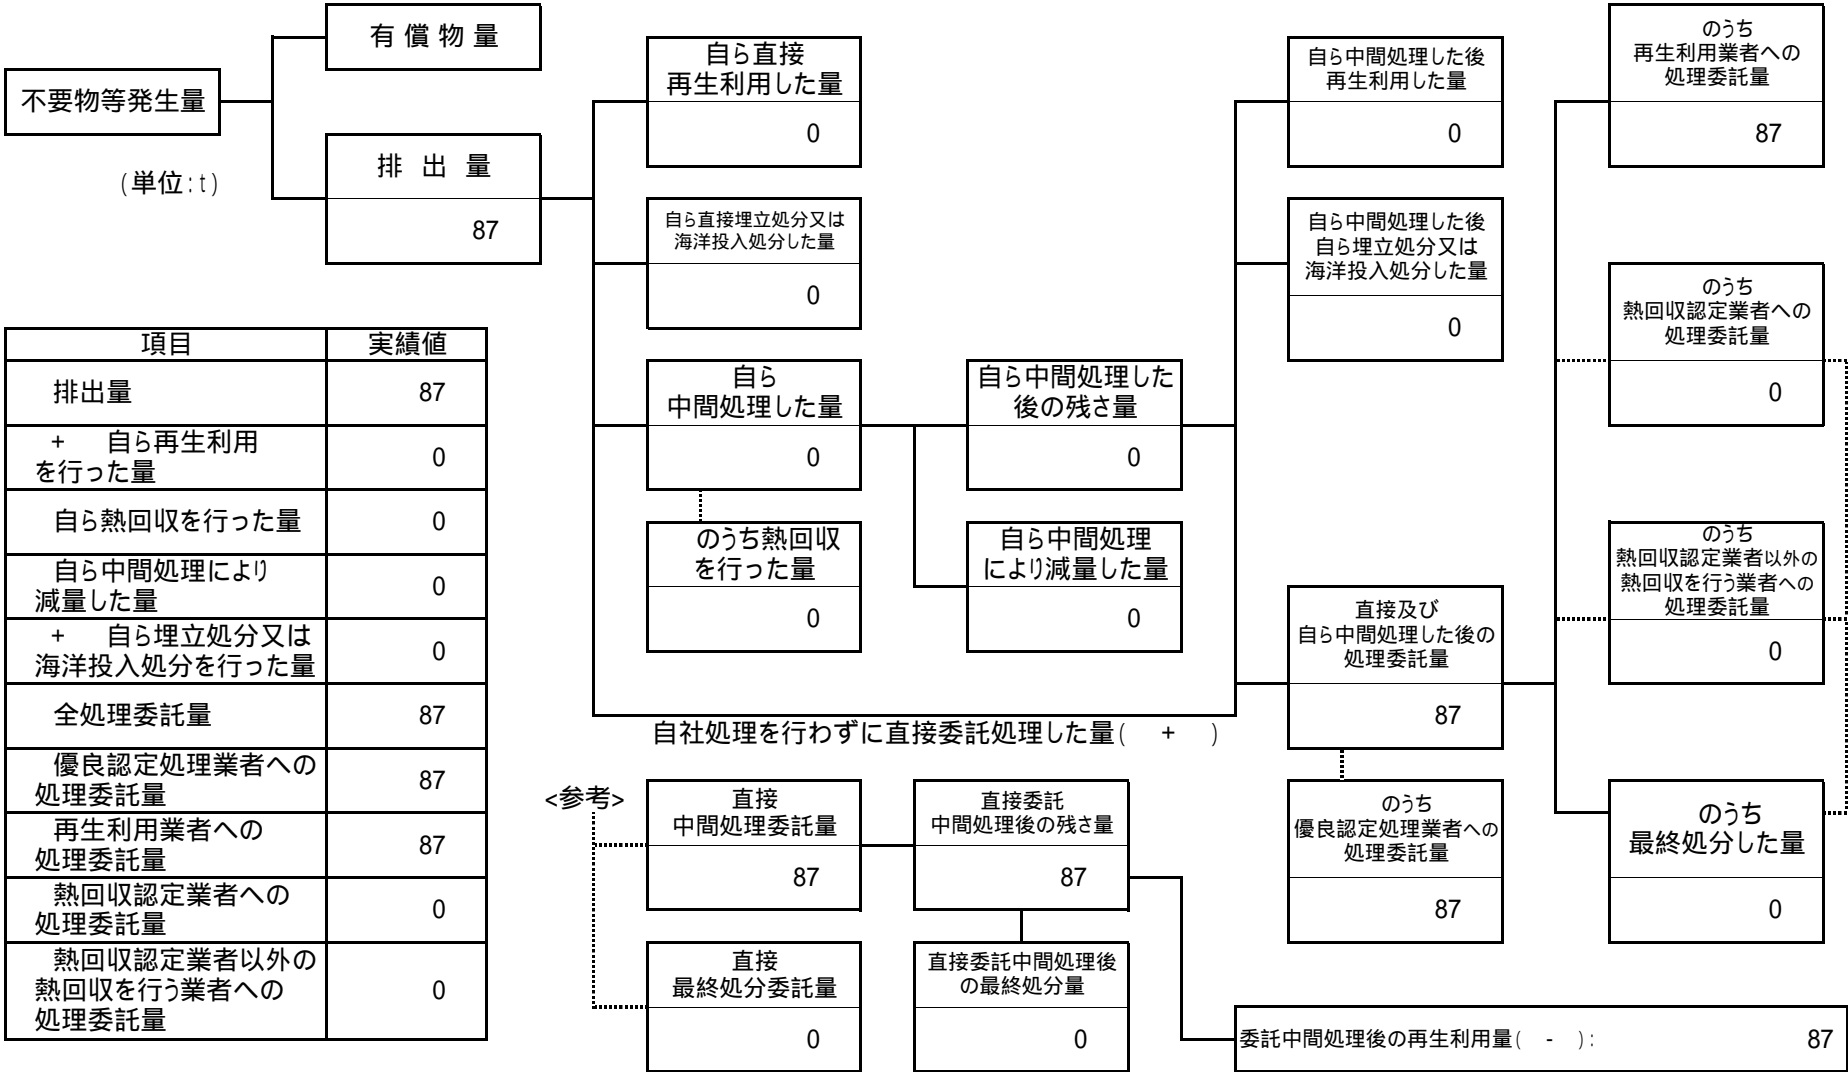 有 償 物 量
不要物等発生量
(単位:t)
排 出 量
87
自ら直接
再生利用した量
0
自ら直接埋立処分又は
海洋投入処分した量
0
自ら
中間処理した量
0
のうち熱回収
を行った量
0
自ら中間処理した
後の残さ量
0
自ら中間処理
により減量した量
0
自ら中間処理した後
再生利用した量
0
自ら中間処理した後
自ら埋立処分又は
海洋投入処分した量
0
直接及び
自ら中間処理した後の
処理委託量
87
のうち
優良認定処理業者への
処理委託量
87
のうち
再生利用業者への
処理委託量
87
のうち
熱回収認定業者への
処理委託量
0
のうち
熱回収認定業者以外の
熱回収を行う業者への
処理委託量
0
のうち
最終処分した量
0
自社処理を行わずに直接委託処理した量(　+　)
<参考>
直接
中間処理委託量
87
直接委託
中間処理後の残さ量
87
直接
最終処分委託量
0
直接委託中間処理後
の最終処分量
0
委託中間処理後の再生利用量(　-　): 87
項目 実績値
排出量 87
+　自ら再生利用
を行った量 0
自ら熱回収を行った量 0
自ら中間処理により
減量した量 0
+　自ら埋立処分又は
海洋投入処分を行った量 0
全処理委託量 87
優良認定処理業者への
処理委託量 87
再生利用業者への
処理委託量 87
熱回収認定業者への
処理委託量 0
熱回収認定業者以外の
熱回収を行う業者への 0
処理委託量